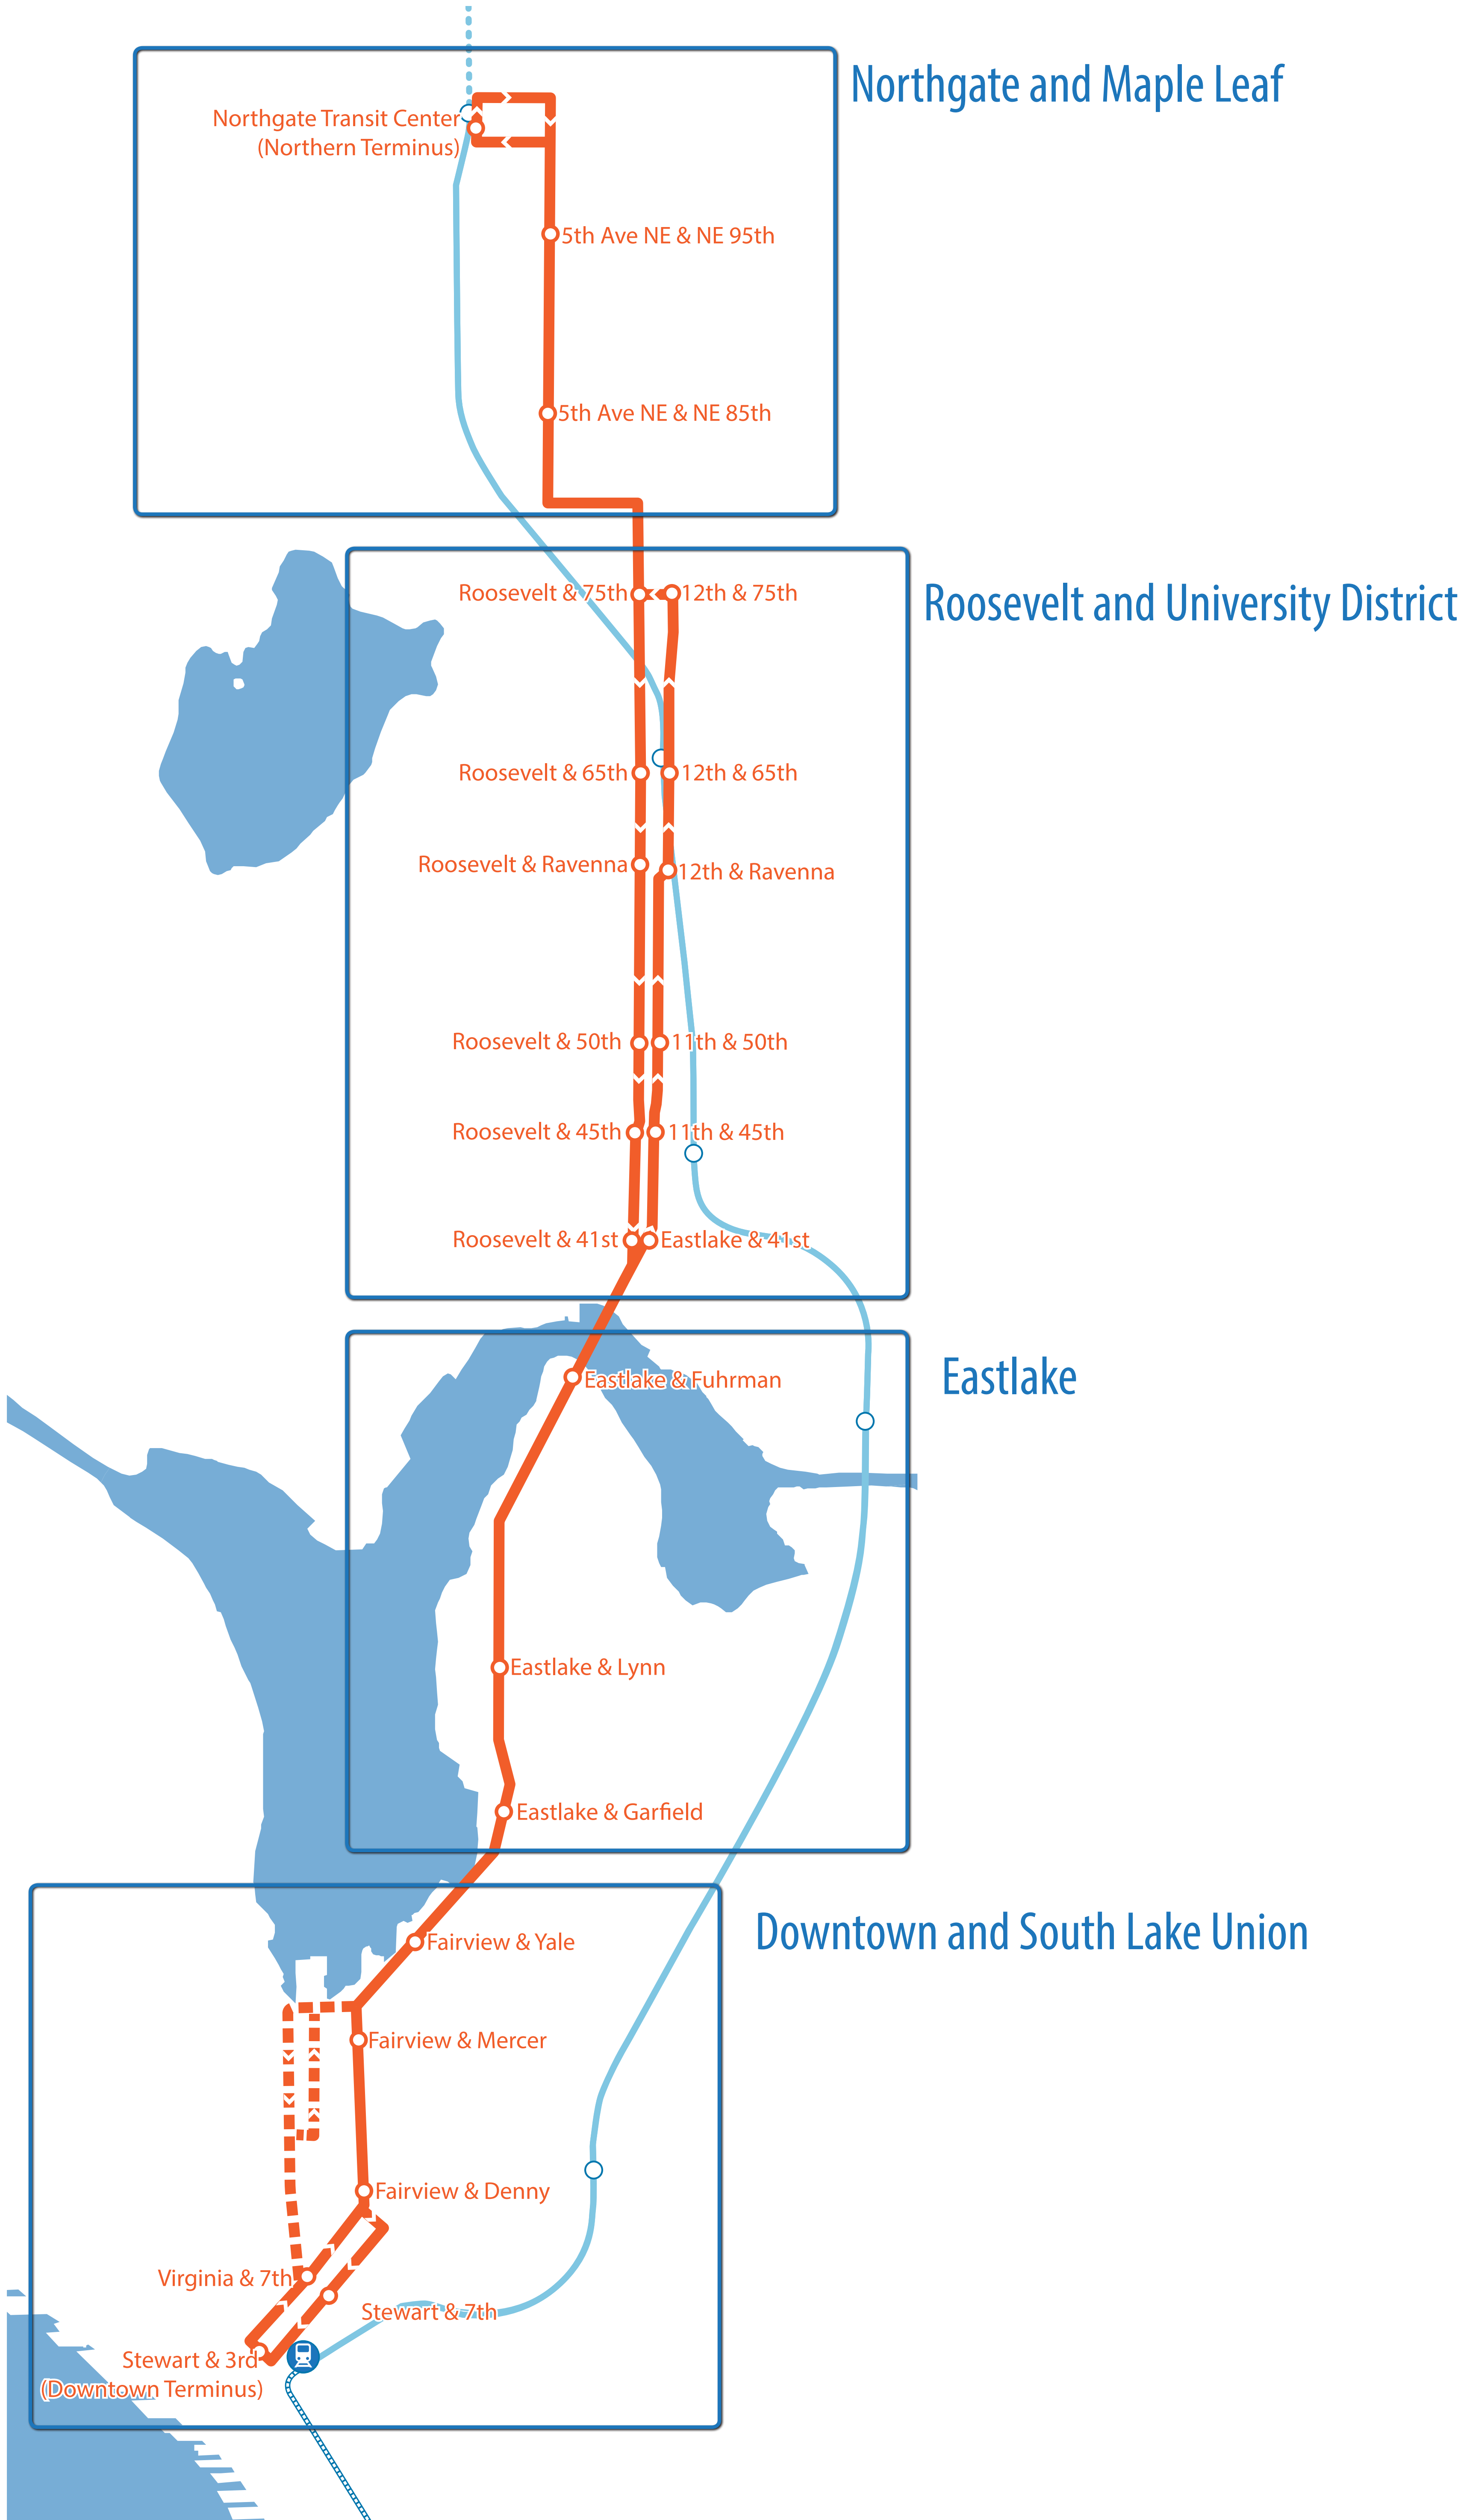 Northgate and Maple Leaf
Northgate Transit Center
(Northern Terminus)
5th Ave NE & NE 95th
5th Ave NE & NE 85th
Roosevelt and University District
Roosevelt & 75th
12th & 75th
Roosevelt & 65th
12th & 65th
Roosevelt & Ravenna
12th & Ravenna
Roosevelt & 50th
11th & 50th
Roosevelt & 45th
11th & 45th
Roosevelt & 41st
Eastlake & 41st
Eastlake
Eastlake & Fuhrman
Eastlake & Lynn
Eastlake & Garfield
Downtown and South Lake Union
Fairview & Yale
Fairview & Mercer
Fairview & Denny
Virginia & 7th
Stewart & 7th
Stewart & 3rd
(Downtown Terminus)